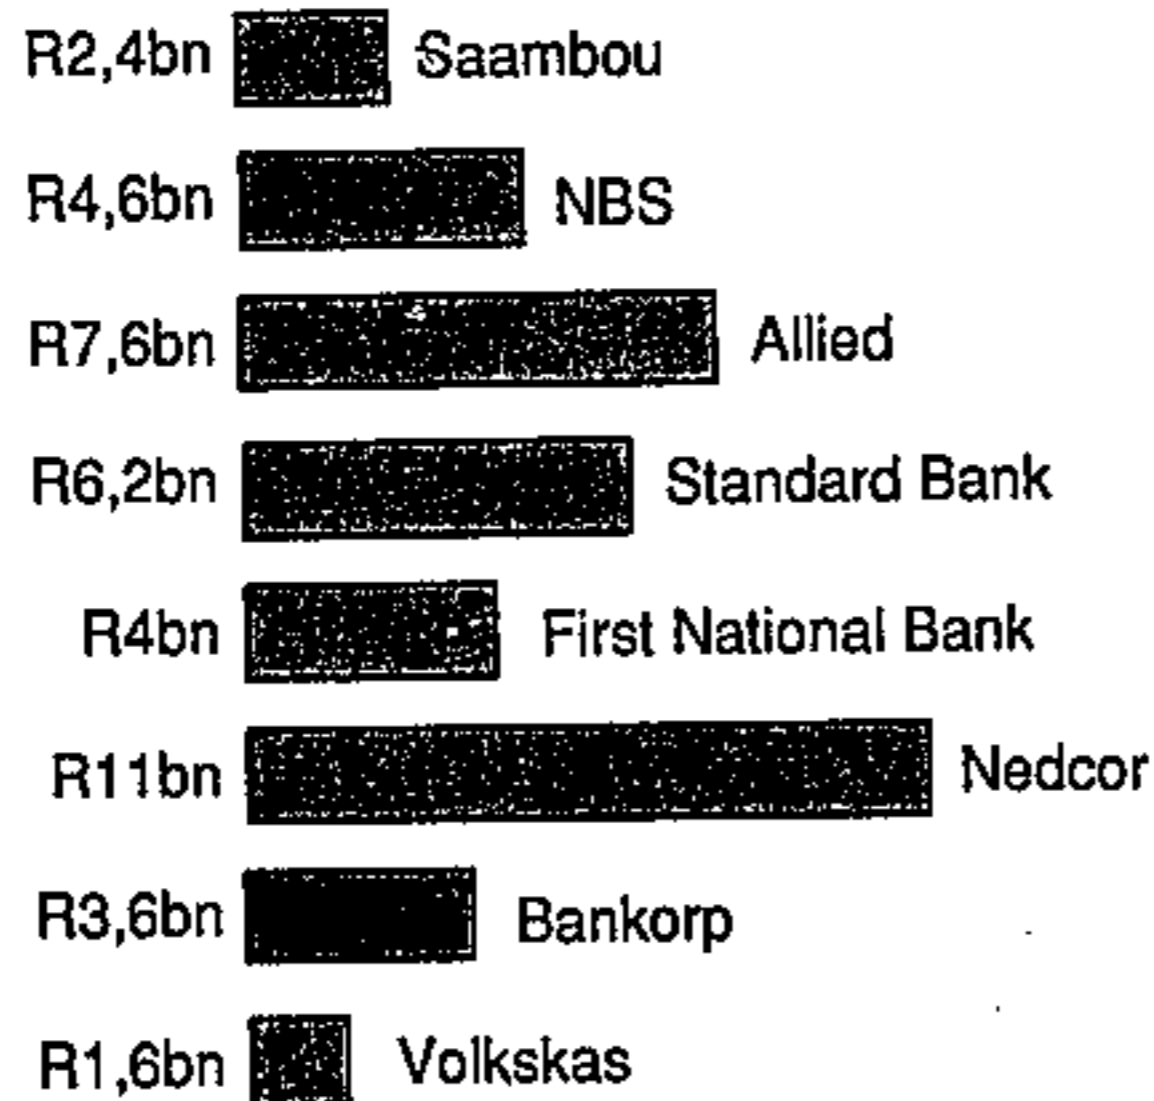 R2,4bn Saambou
R4,6bn NBS
R7,6bn Allied
R6,2bn Standard Bank
R4bn First National Bank
R11bn Nedcor
R3,6bn Bankorp
R1,6bn Volkskas